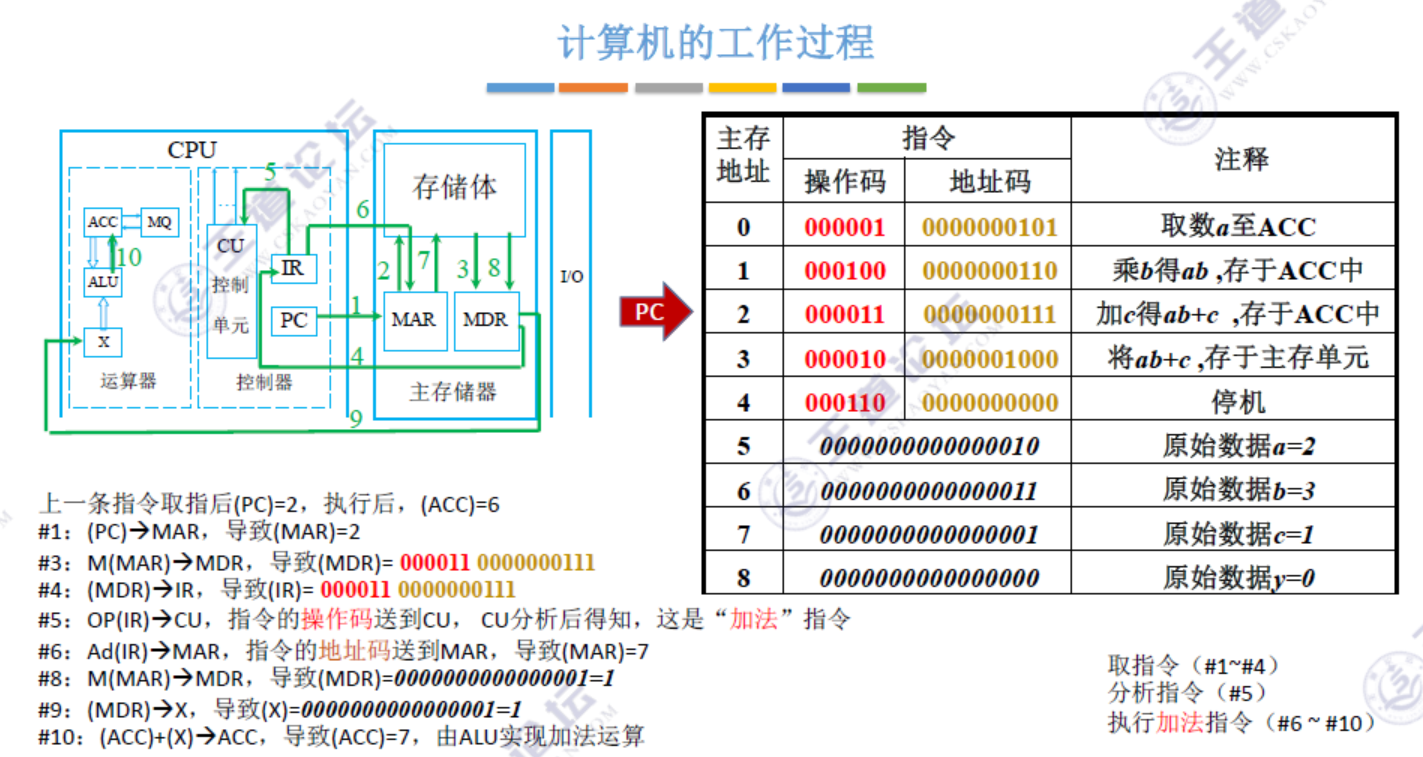 计算机的工作过程
CPU
ACC
MQ
ALU
X
运算器
CU
控制
单元
IR
PC
控制器
存储体
MAR
MDR
主存储器
I/O
1
2
3
4
5
6
7
8
9
10
PC
主存地址 指令 注释
操作码 地址码
0 000001 0000000101 取数a至ACC
1 000100 0000000110 乘b得ab ,存于ACC中
2 000011 0000000111 加c得ab+c ,存于ACC中
3 000010 0000001000 将ab+c ,存于主存单元
4 000110 0000000000 停机
5 0000000000000010 原始数据a=2
6 0000000000000011 原始数据b=3
7 0000000000000001 原始数据c=1
8 0000000000000000 原始数据y=0
上一条指令取指后(PC)=2，执行后，(ACC)=6
#1：(PC)→MAR，导致(MAR)=2
#3：M(MAR)→MDR，导致(MDR)= 000011 0000000111
#4：(MDR)→IR，导致(IR)= 000011 0000000111
#5：OP(IR)→CU，指令的操作码送到CU， CU分析后得知，这是“加法”指令
#6：Ad(IR)→MAR，指令的地址码送到MAR，导致(MAR)=7
#8：M(MAR)→MDR，导致(MDR)=0000000000000001=1
#9：(MDR)→X，导致(X)=0000000000000001=1
#10：(ACC)+(X)→ACC，导致(ACC)=7，由ALU实现加法运算
取指令（#1~#4）
分析指令（#5）
执行加法指令（#6 ~ #10）
王道论坛
WWW.CSKAOYAN.COM